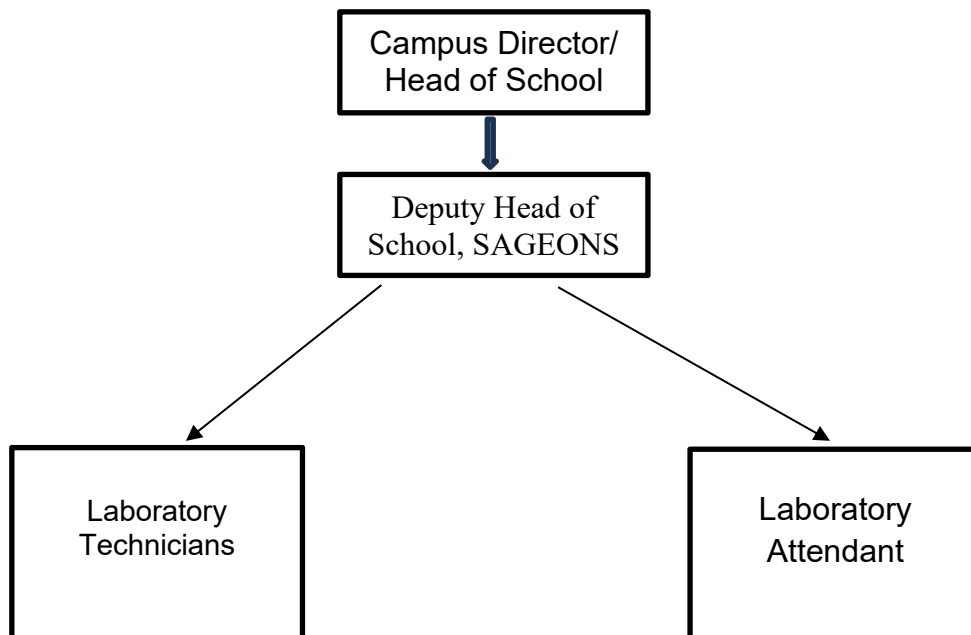 Campus Director/
Head of School
Deputy Head of
School, SAGEONS
Laboratory
Technicians
Laboratory
Attendant